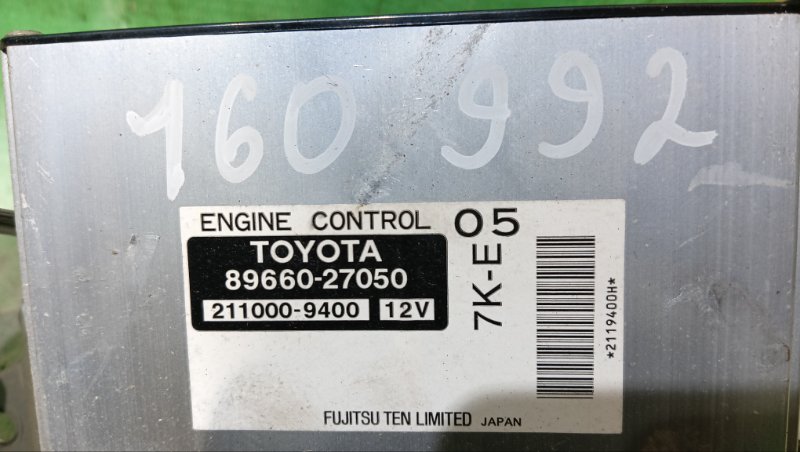 160 992
ENGINE CONTROL 05
TOYOTA
89660-27050
211000-9400 12V
7K-E
*2119400H*
FUJITSU TEN LIMITED JAPAN